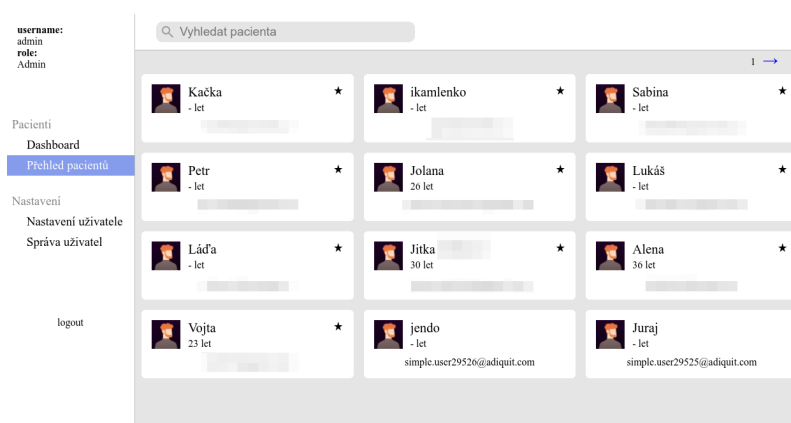 username:
admin
role:
Admin
Pacienti
Dashboard
Přehled pacientů
Nastavení
Nastavení uživatele
Správa uživatel
logout
Vyhledat pacienta
1 →
Kačka ★
- let
ikamlenko ★
- let
Sabina ★
- let
Petr ★
- let
Jolana ★
26 let
Lukáš ★
- let
Láďa ★
- let
Jitka ★
30 let
Alena ★
36 let
Vojta ★
23 let
jendo
- let
simple.user29526@adiquit.com
Juraj
- let
simple.user29525@adiquit.com